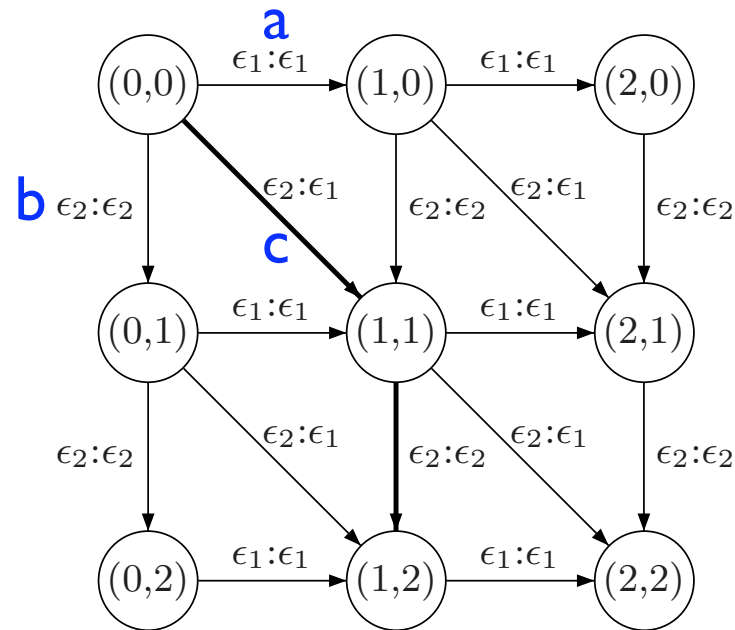 a
ϵ₁:ϵ₁ ϵ₁:ϵ₁
(0,0) (1,0) (2,0)
b ϵ₂:ϵ₂ ϵ₂:ϵ₁ ϵ₂:ϵ₂ ϵ₂:ϵ₁ ϵ₂:ϵ₂
c
ϵ₁:ϵ₁ ϵ₁:ϵ₁
(0,1) (1,1) (2,1)
ϵ₂:ϵ₂ ϵ₂:ϵ₁ ϵ₂:ϵ₂ ϵ₂:ϵ₁ ϵ₂:ϵ₂
ϵ₁:ϵ₁ ϵ₁:ϵ₁
(0,2) (1,2) (2,2)